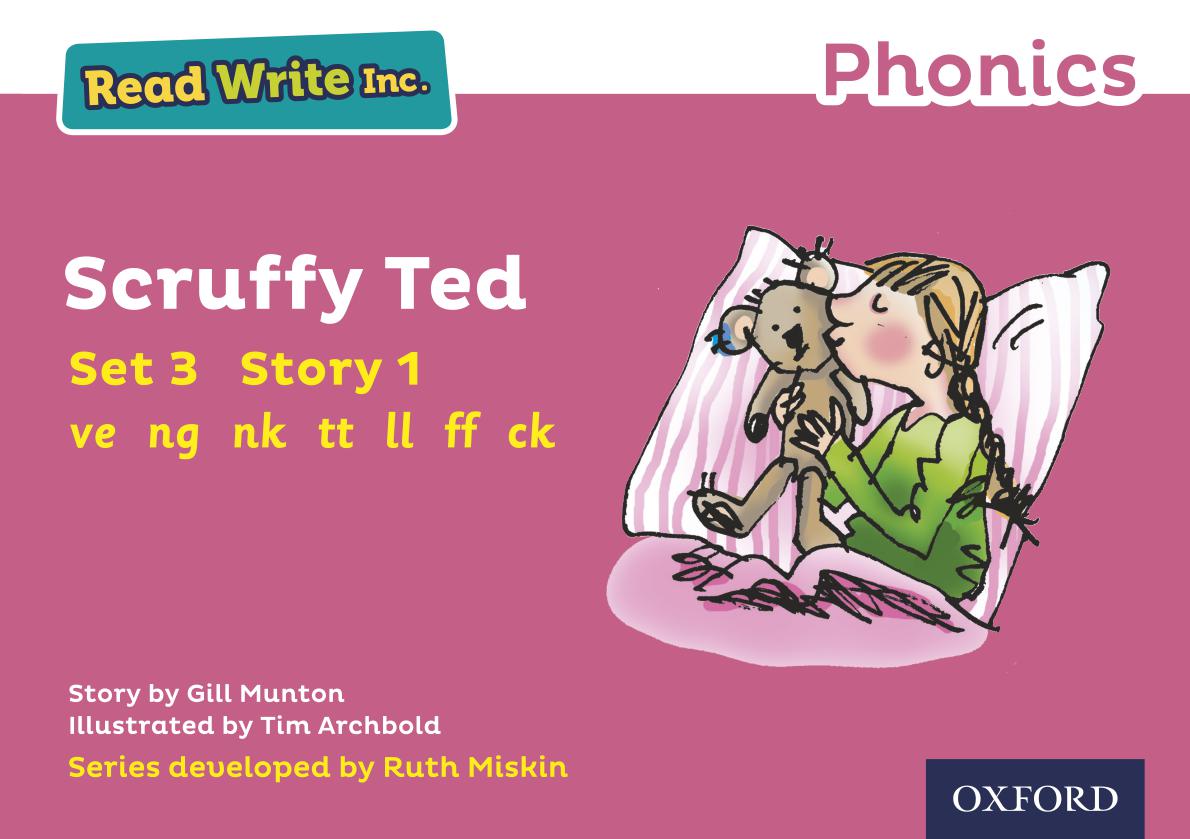 Read Write Inc.
Phonics
Scruffy Ted
Set 3 Story 1
ve ng nk tt ll ff ck
Story by Gill Munton
Illustrated by Tim Archbold
Series developed by Ruth Miskin
OXFORD